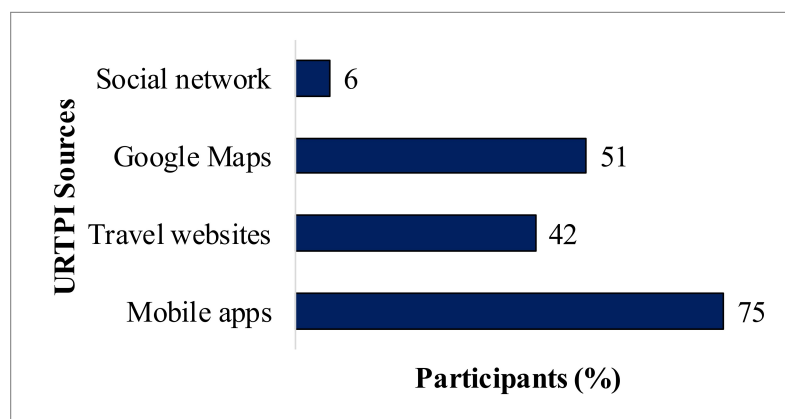 URTPI Sources
Social network 6
Google Maps 51
Travel websites 42
Mobile apps 75
Participants (%)